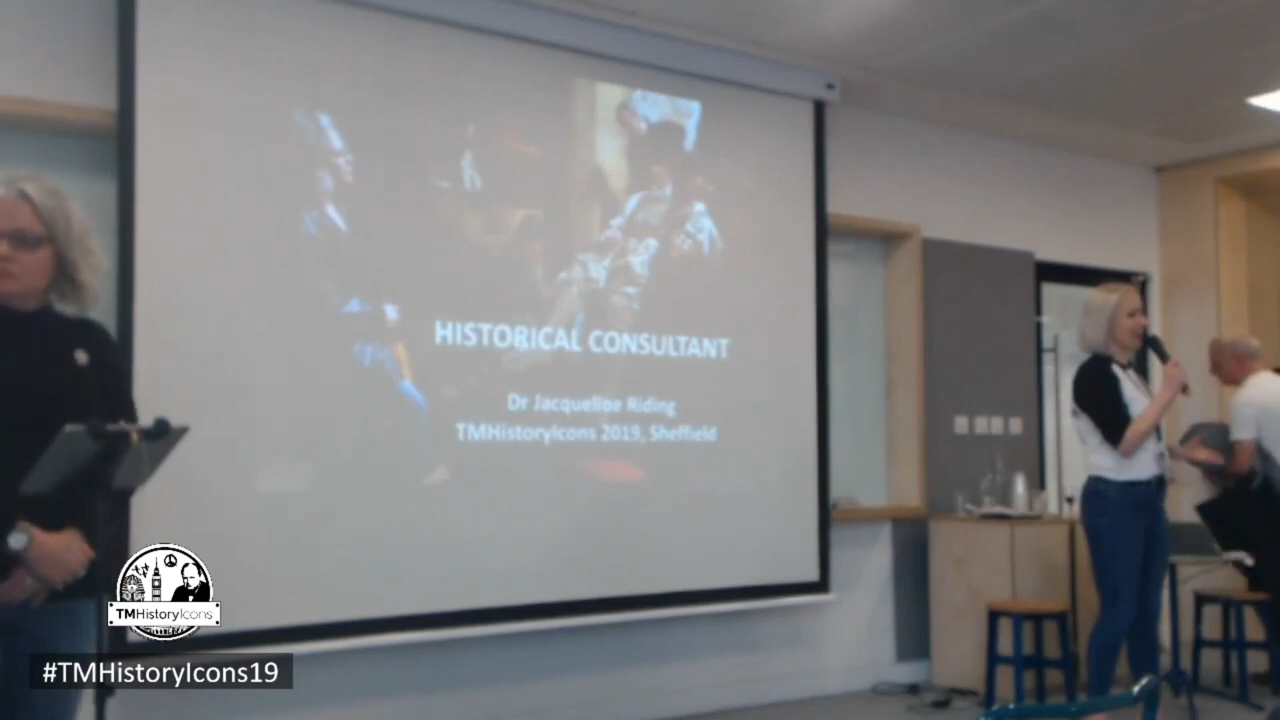 HISTORICAL CONSULTANT
Dr Jacqueline Riding
TMHistoryIcons 2019, Sheffield
TMHistoryIcons
#TMHistoryIcons19